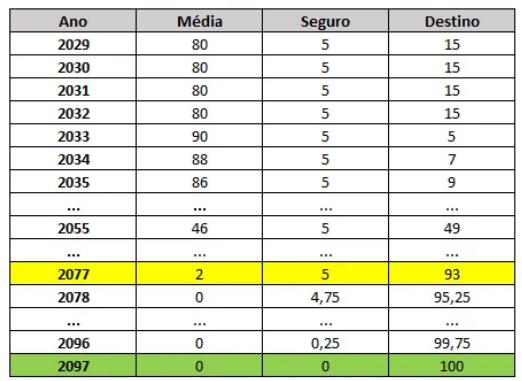 Ano Média Seguro Destino
2029 80 5 15
2030 80 5 15
2031 80 5 15
2032 80 5 15
2033 90 5 5
2034 88 5 7
2035 86 5 9
... ... ... ...
2055 46 5 49
... ... ... ...
2077 2 5 93
2078 0 4,75 95,25
... ... ... ...
2096 0 0,25 99,75
2097 0 0 100